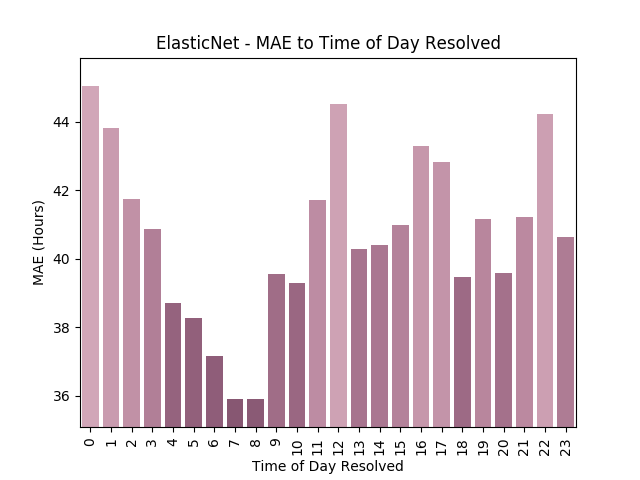 ElasticNet - MAE to Time of Day Resolved
MAE (Hours)
44
42
40
38
36
0 1 2 3 4 5 6 7 8 9 10 11 12 13 14 15 16 17 18 19 20 21 22 23
Time of Day Resolved